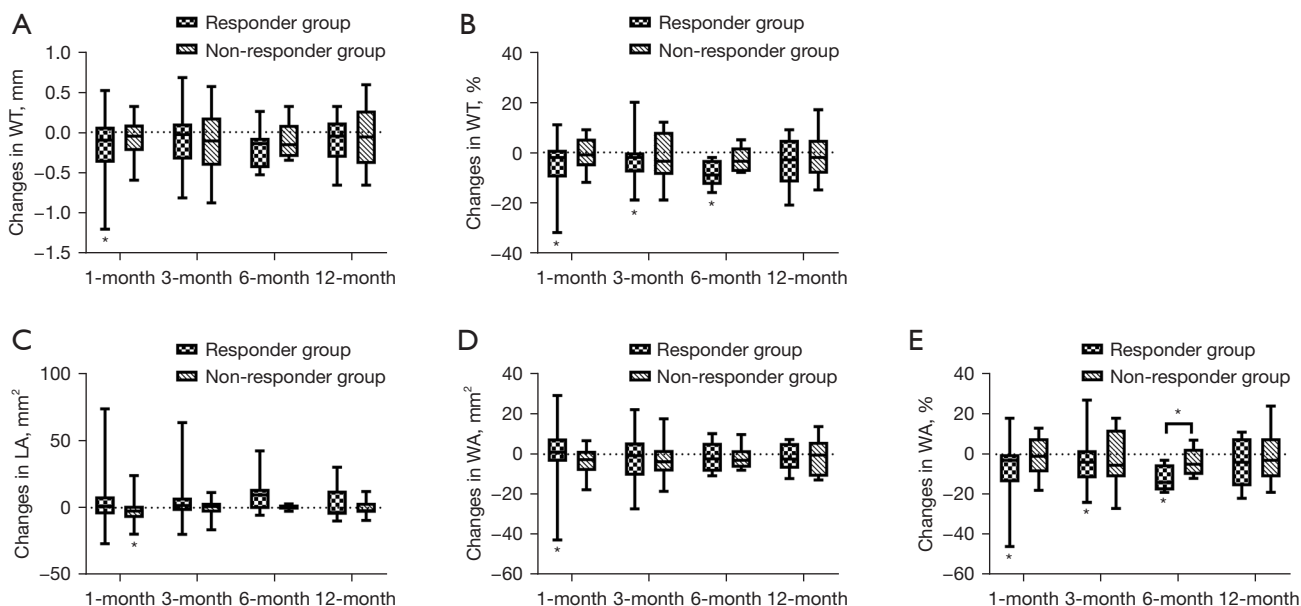 A
Responder group
Non-responder group
Changes in WT, mm
1.0
0.5
0.0
−0.5
−1.0
−1.5
*
1-month 3-month 6-month 12-month
B
Responder group
Non-responder group
Changes in WT, %
40
20
0
−20
−40
* * *
1-month 3-month 6-month 12-month
C
Responder group
Non-responder group
Changes in LA, mm²
100
50
0
−50
*
1-month 3-month 6-month 12-month
D
Responder group
Non-responder group
Changes in WA, mm²
40
20
0
−20
−40
−60
*
1-month 3-month 6-month 12-month
E
Responder group
Non-responder group
Changes in WA, %
40
20
0
−20
−40
−60
*
* * *
1-month 3-month 6-month 12-month